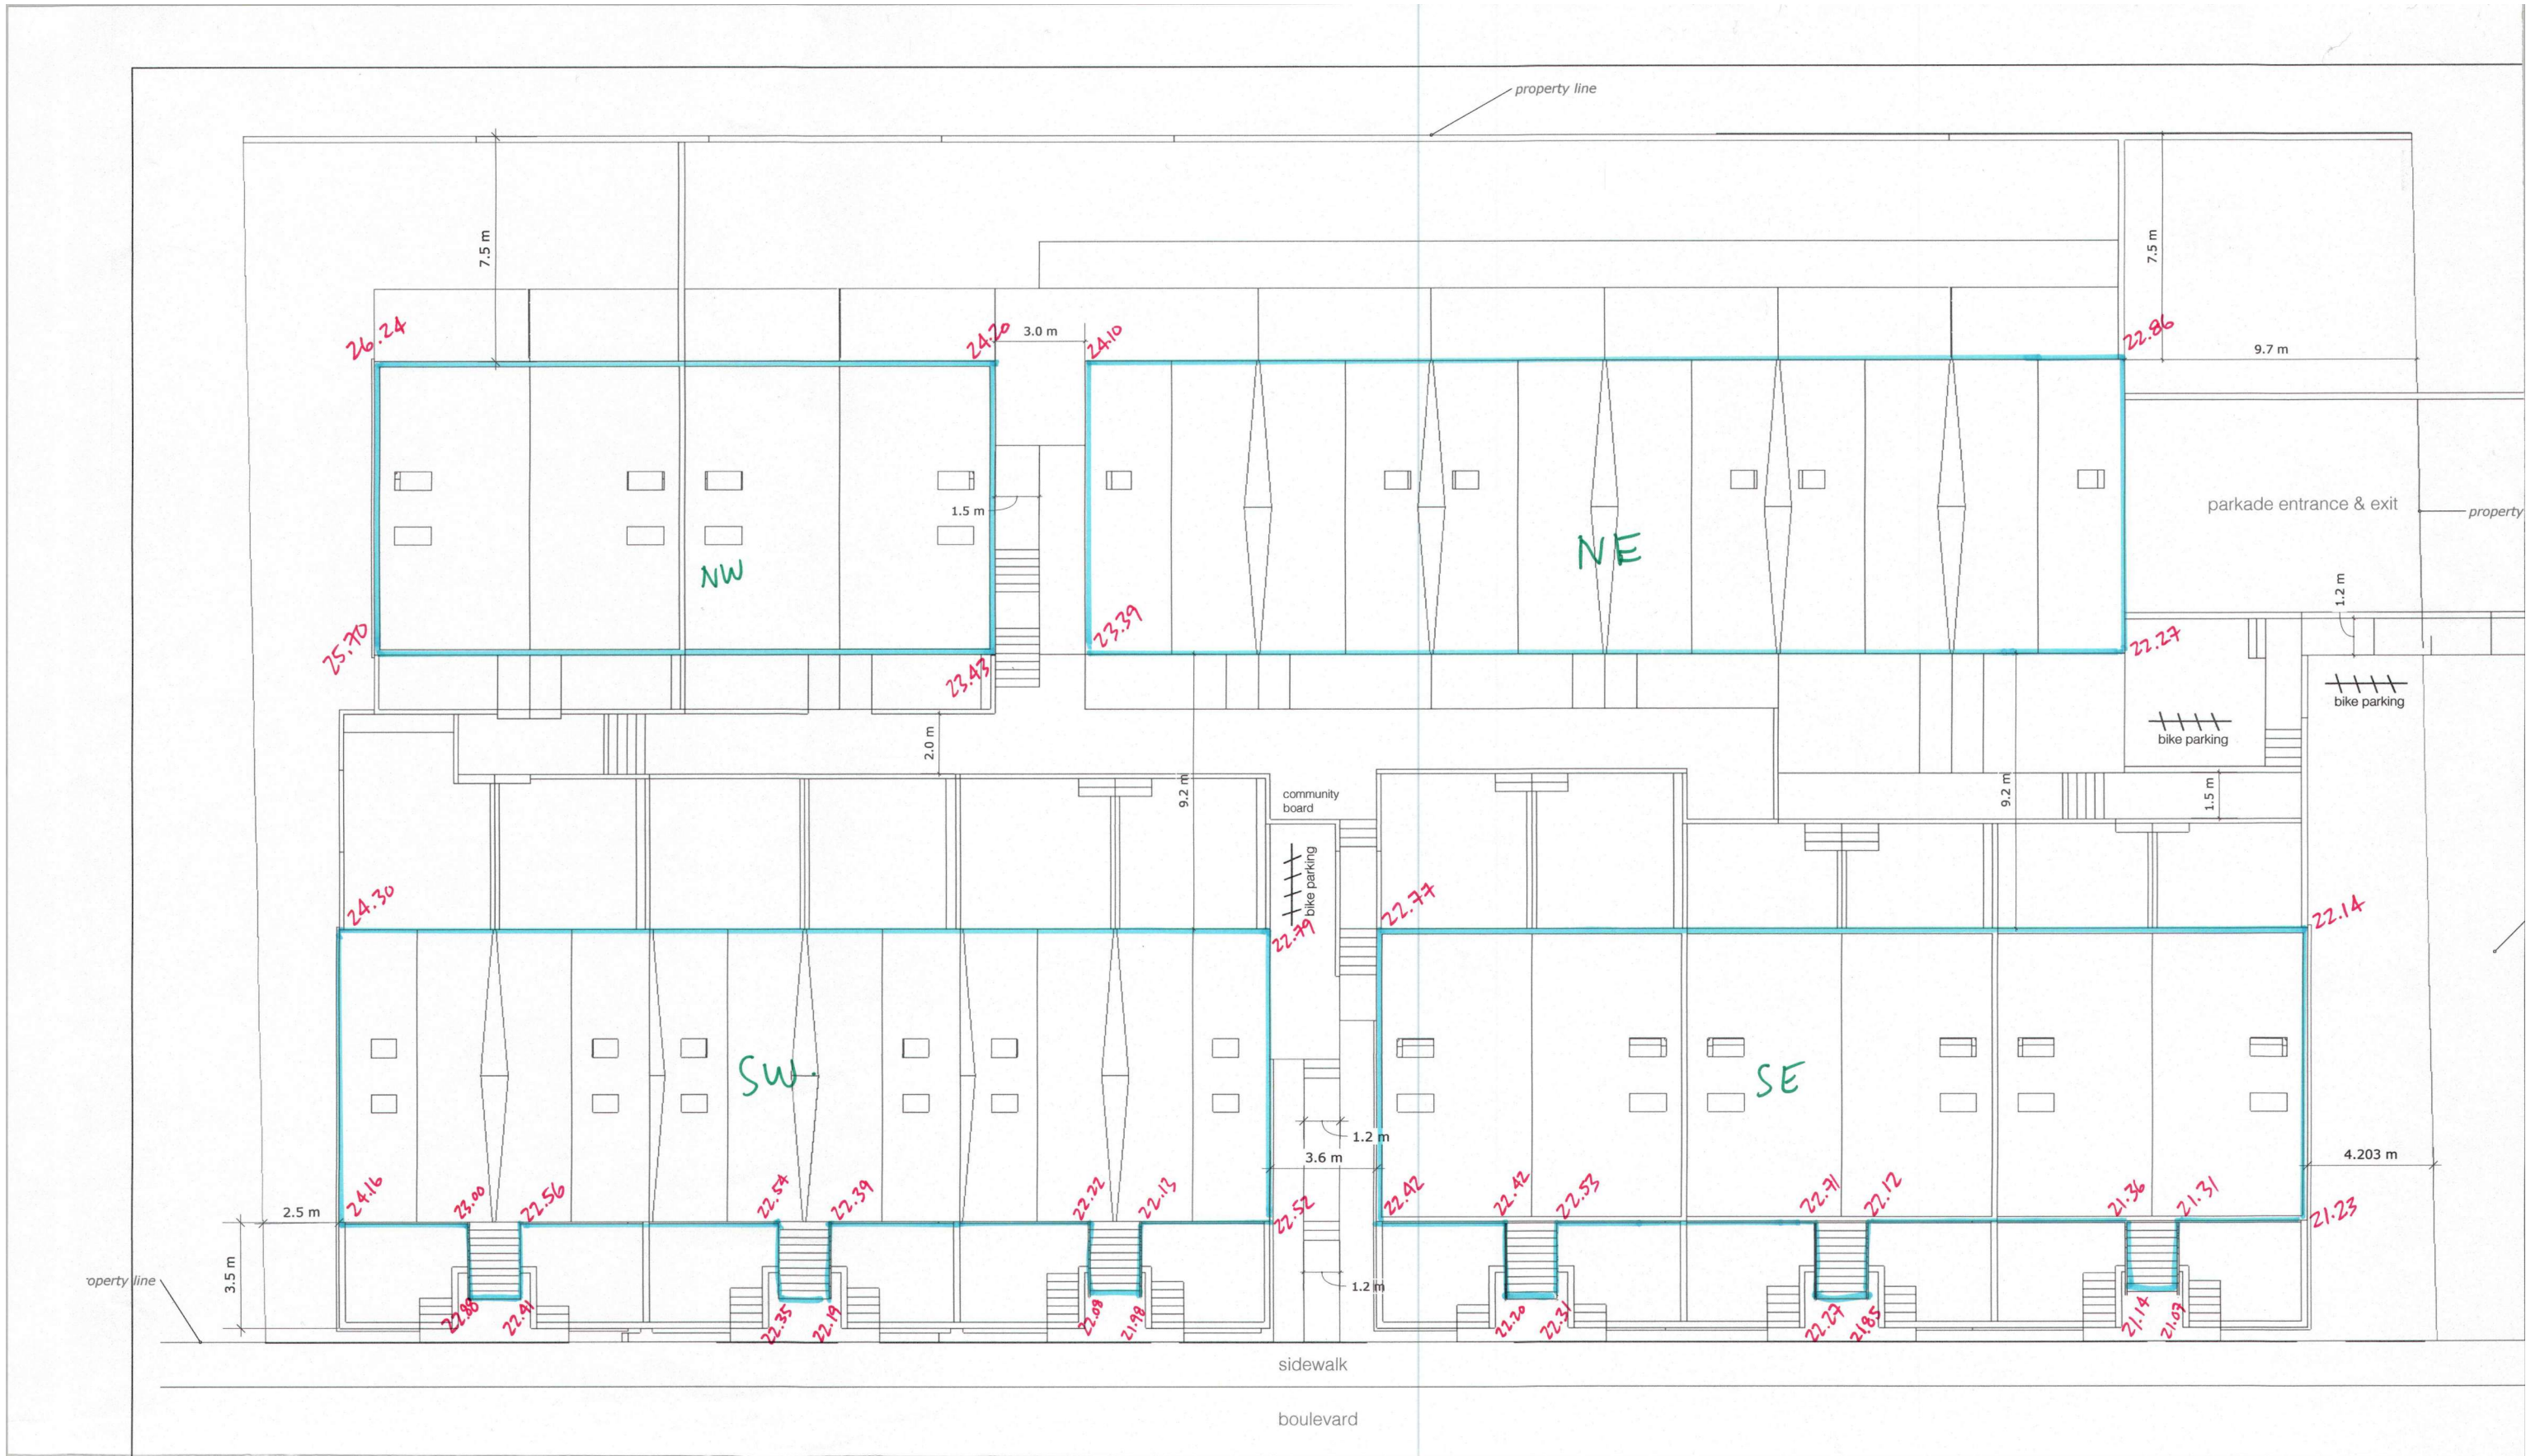 property line
7.5 m
7.5 m
26.24
24.20
3.0 m
24.10
22.86
9.7 m
1.5 m
parkade entrance & exit
property
NW
NE
1.2 m
25.70
23.43
23.39
22.27
bike parking
bike parking
2.0 m
9.2 m
9.2 m
1.5 m
community
board
bike parking
24.30
22.79
22.77
22.14
SW.
SE
1.2 m
3.6 m
4.203 m
2.5 m
24.16
23.00
22.56
22.54
22.39
22.22
22.13
22.52
22.42
22.42
22.53
22.71
22.12
21.36
21.31
21.23
3.5 m
operty line
1.2 m
22.88
22.41
22.35
22.19
22.09
21.98
22.20
22.31
22.27
21.85
21.14
21.07
sidewalk
boulevard